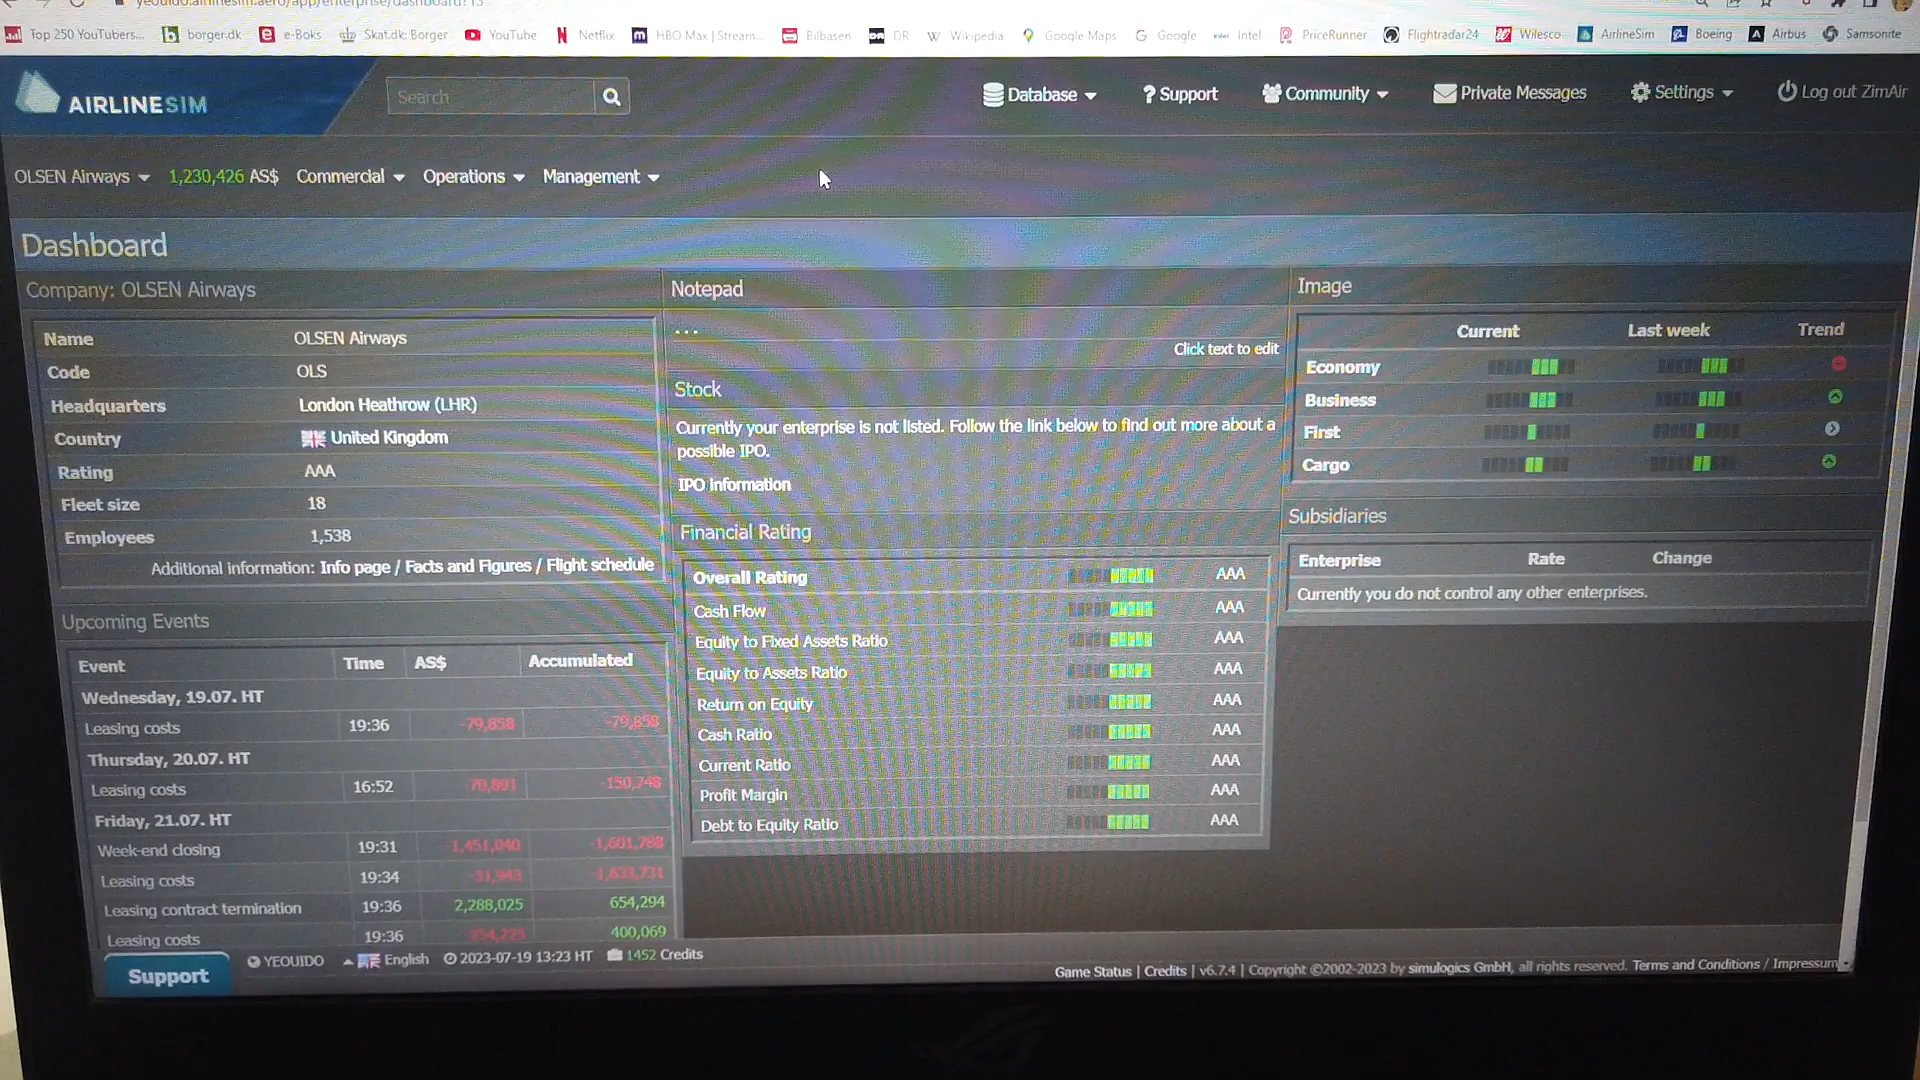 yeouido.airlinesim.aero/app/enterprise/dashboard?13
Top 250 YouTubers... borger.dk e-Boks Skat.dk: Borger YouTube Netflix HBO Max | Stream... Bilbasen DR Wikipedia Google Maps Google Intel PriceRunner Flightradar24 Wilesco AirlineSim Boeing Airbus Samsonite
AIRLINESIM Search Database ? Support Community Private Messages Settings Log out ZimAir
OLSEN Airways 1,230,426 AS$ Commercial Operations Management
Dashboard
Company: OLSEN Airways
Name OLSEN Airways
Code OLS
Headquarters London Heathrow (LHR)
Country United Kingdom
Rating AAA
Fleet size 18
Employees 1,538
Additional information: Info page / Facts and Figures / Flight schedule
Upcoming Events
Event Time AS$ Accumulated
Wednesday, 19.07. HT
Leasing costs 19:36 -79,858 -79,858
Thursday, 20.07. HT
Leasing costs 16:52 -70,891 -150,748
Friday, 21.07. HT
Week-end closing 19:31 -1,451,040 -1,601,788
Leasing costs 19:34 -31,943 -1,633,731
Leasing contract termination 19:36 2,288,025 654,294
Leasing costs 19:36 -254,225 400,069
Notepad
...
Click text to edit
Stock
Currently your enterprise is not listed. Follow the link below to find out more about a
possible IPO.
IPO information
Financial Rating
Overall Rating AAA
Cash Flow AAA
Equity to Fixed Assets Ratio AAA
Equity to Assets Ratio AAA
Return on Equity AAA
Cash Ratio AAA
Current Ratio AAA
Profit Margin AAA
Debt to Equity Ratio AAA
Image
Current Last week Trend
Economy
Business
First
Cargo
Subsidiaries
Enterprise Rate Change
Currently you do not control any other enterprises.
Support YEOUIDO English 2023-07-19 13:23 HT 1452 Credits
Game Status | Credits | v6.7.4 | Copyright ©2002-2023 by simulogics GmbH, all rights reserved. Terms and Conditions / Impressum